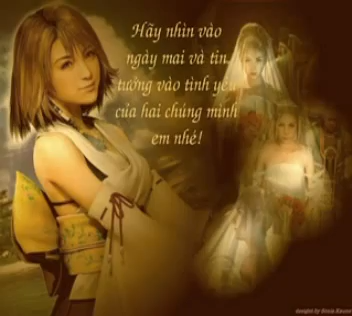 Hãy nhìn vào
ngày mai và tin
tưởng vào tình yêu
của hai chúng mình
em nhé!